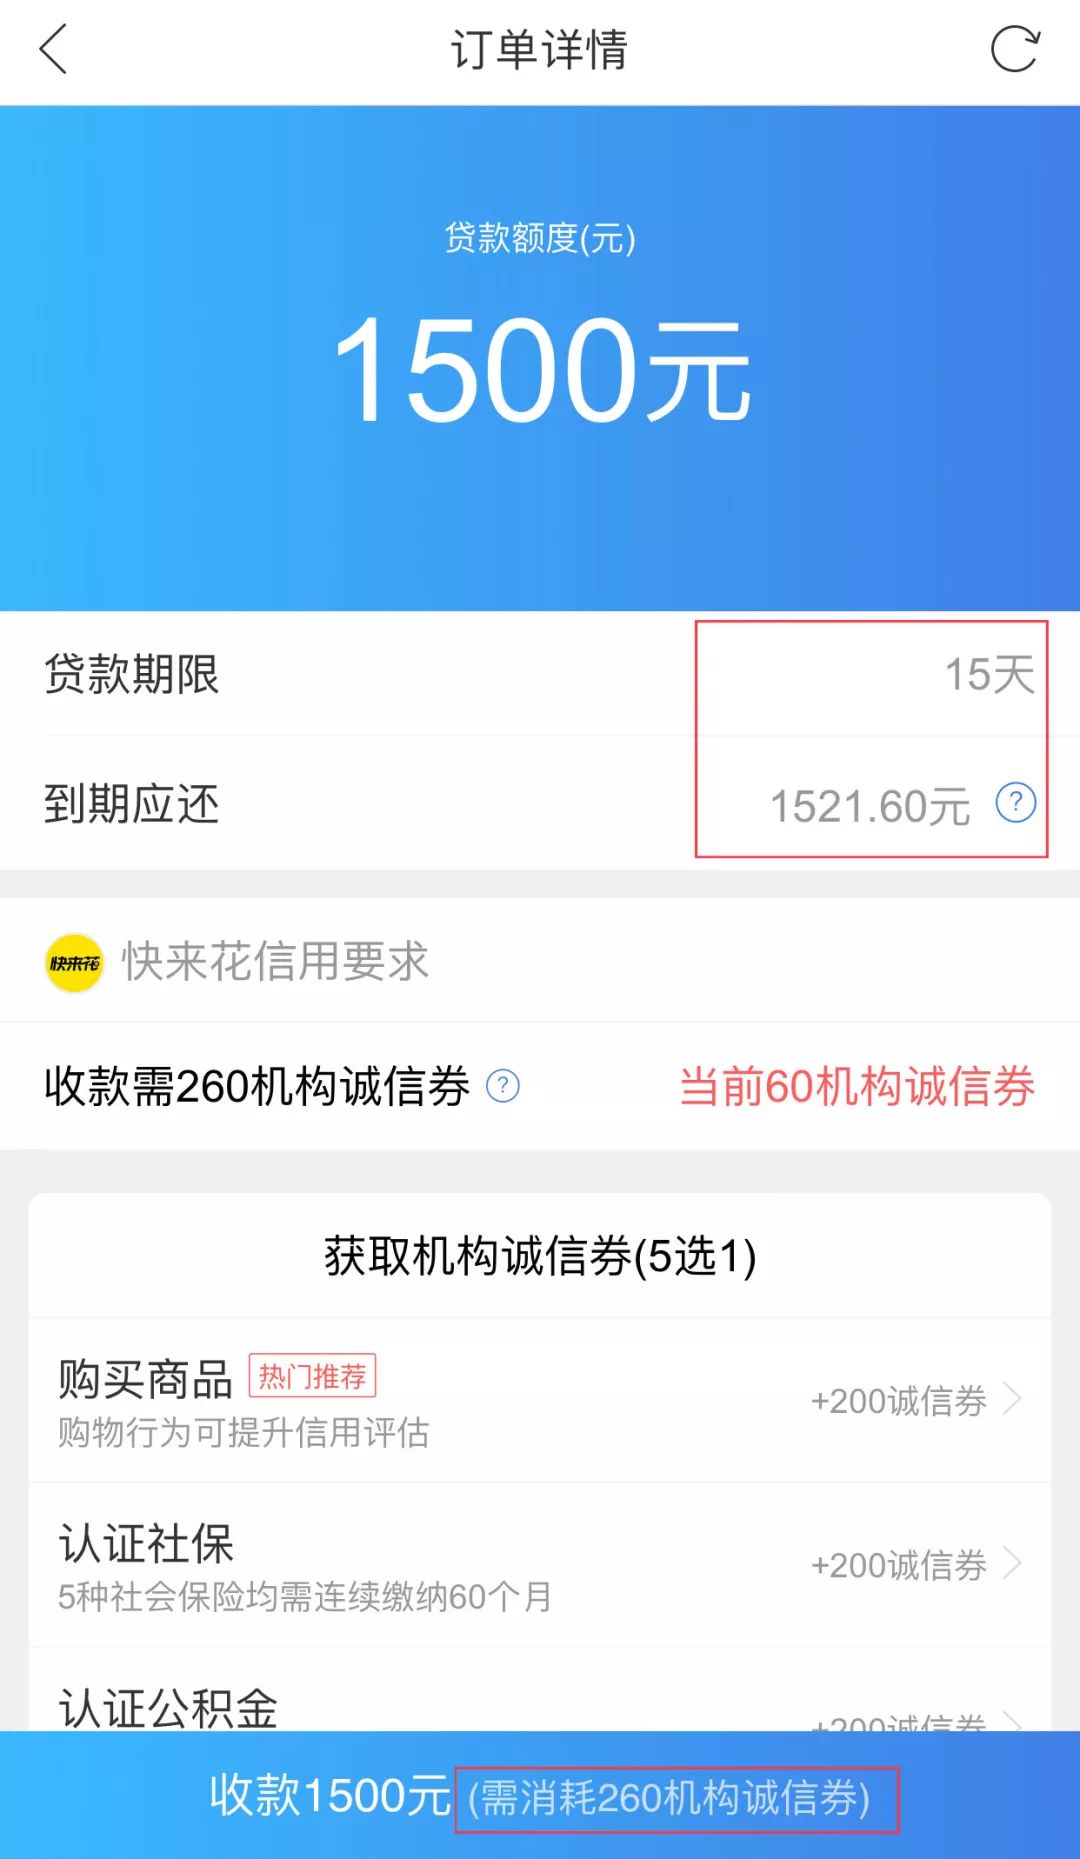 订单详情
贷款额度(元)
1500元
贷款期限 15天
到期应还 1521.60元 ?
快来花 快来花信用要求
收款需260机构诚信券 ? 当前60机构诚信券
获取机构诚信券(5选1)
购买商品 热门推荐
+200诚信券
购物行为可提升信用评估
认证社保
+200诚信券
5种社会保险均需连续缴纳60个月
认证公积金
+200诚信券
收款1500元 (需消耗260机构诚信券)